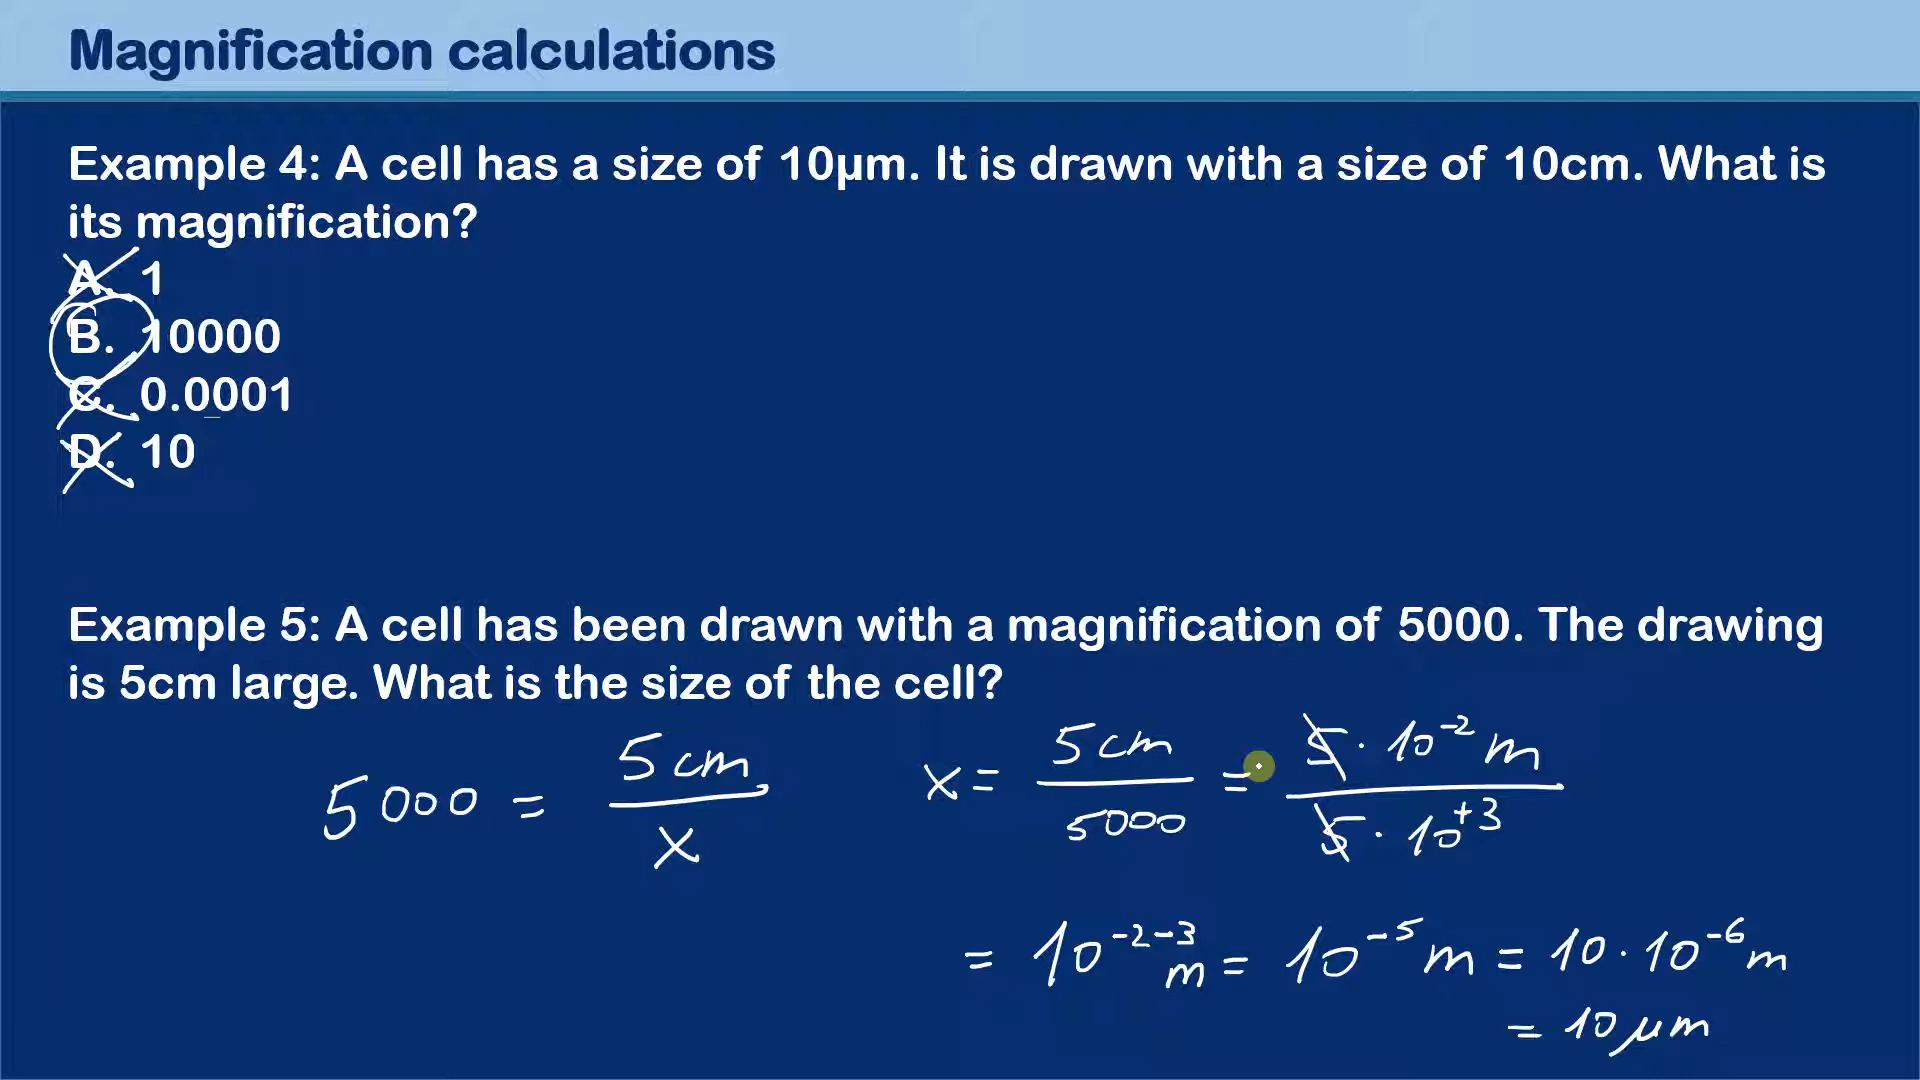 Magnification calculations
Example 4: A cell has a size of 10µm. It is drawn with a size of 10cm. What is
its magnification?
A. 1
B. 10000
C. 0.0001
D. 10
Example 5: A cell has been drawn with a magnification of 5000. The drawing
is 5cm large. What is the size of the cell?
5000 = 5cm / x
x = 5cm / 5000 = 5 · 10⁻² m / 5 · 10⁺³
= 10⁻²⁻³ m = 10⁻⁵ m = 10 · 10⁻⁶ m
= 10 µm